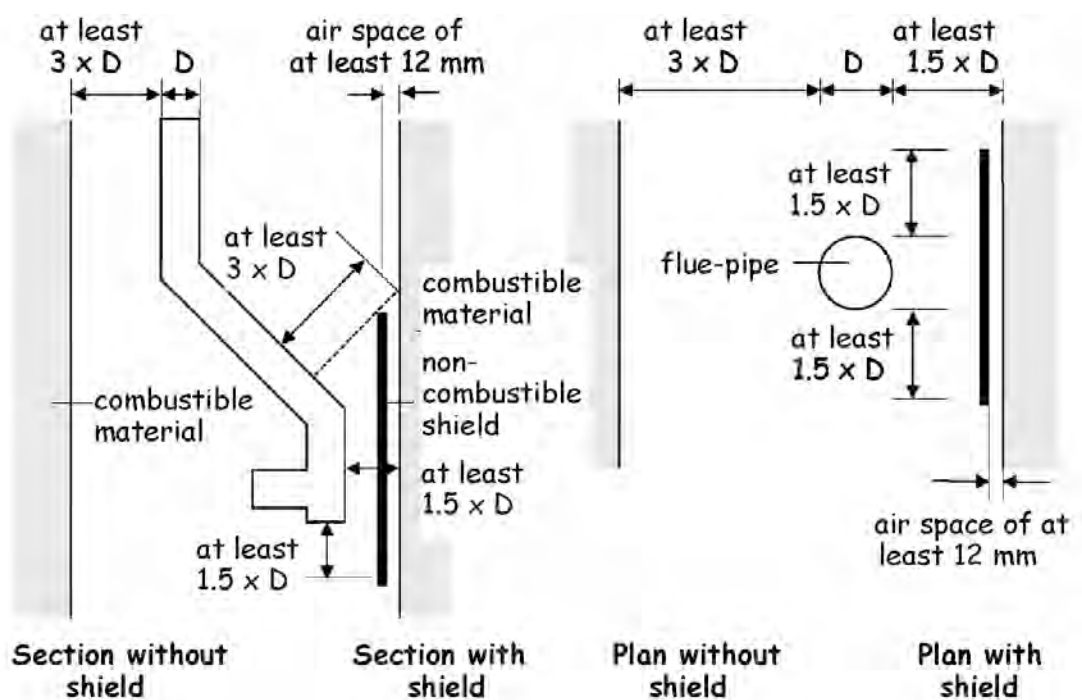 at least
3 x D
D
air space of
at least 12 mm
at least
3 x D
D
at least
1.5 x D
at least
3 x D
combustible
material
non-
combustible
shield
combustible
material
at least
1.5 x D
at least
1.5 x D
at least
1.5 x D
flue-pipe
at least
1.5 x D
air space of at
least 12 mm
Section without
shield
Section with
shield
Plan without
shield
Plan with
shield